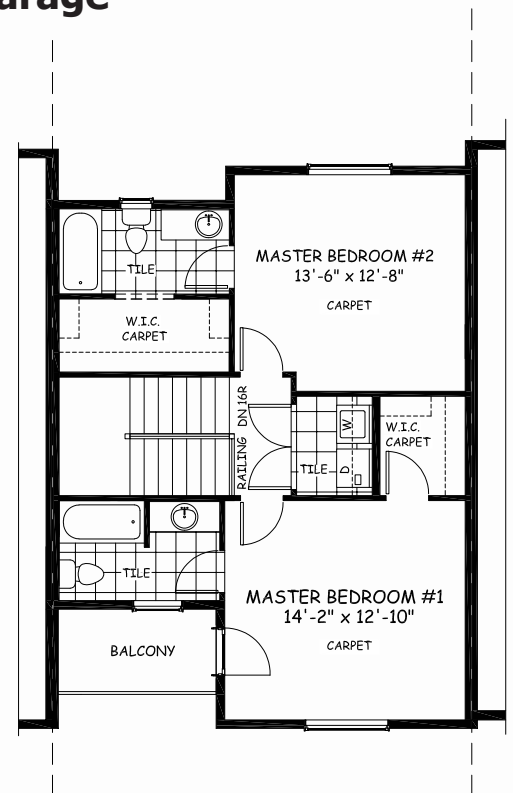 arage
MASTER BEDROOM #2
13'-6" x 12'-8"
CARPET
TILE
W.I.C.
CARPET
RAILING DN 16R
W
D
TILE
W.I.C.
CARPET
TILE
MASTER BEDROOM #1
14'-2" x 12'-10"
CARPET
BALCONY